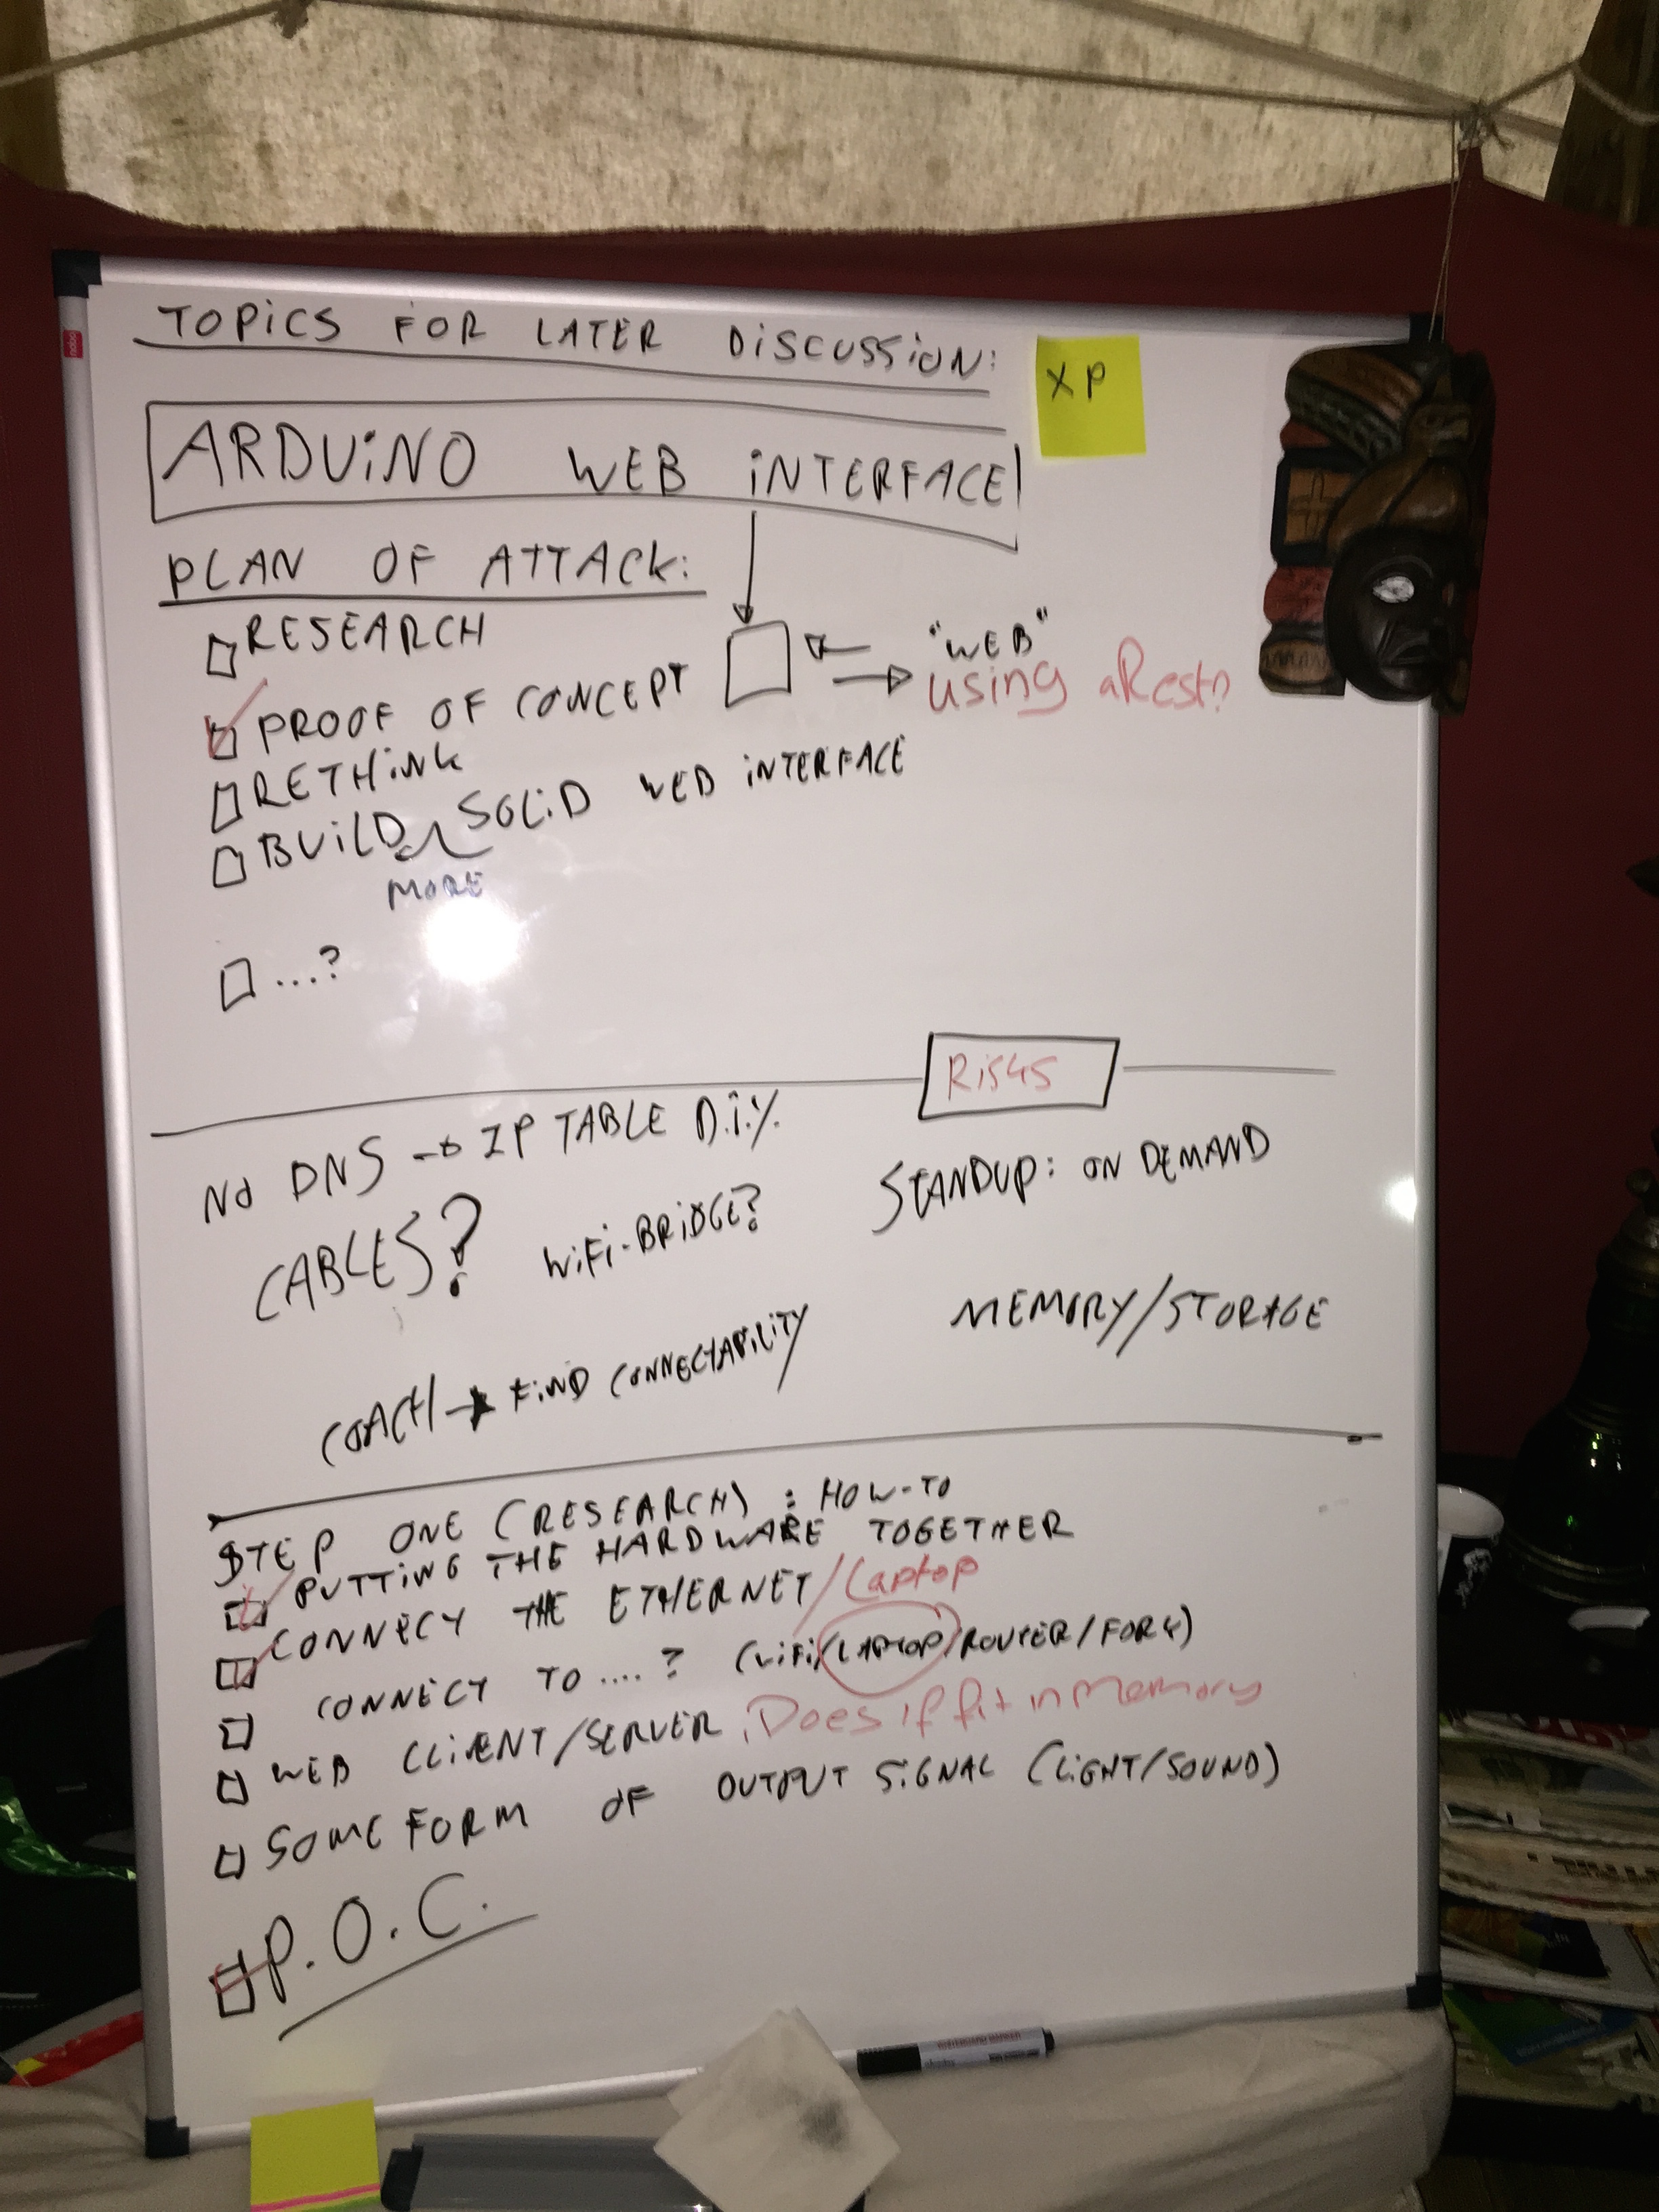 TOPICS FOR LATER DISCUSSION:
XP
ARDUINO WEB INTERFACE
PLAN OF ATTACK:
RESEARCH
"WEB"
using aRest?
PROOF OF CONCEPT
RETHINK
BUILD SOLID WEB INTERFACE
MORE
...?
Risks
NO DNS → IP TABLE D.I.Y.
STANDUP: ON DEMAND
CABLES? WIFI-BRIDGE?
MEMORY/STORAGE
COACH → FIND CONNECTABILITY
STEP ONE (RESEARCH) : HOW-TO
PUTTING THE HARDWARE TOGETHER
CONNECT THE ETHERNET/Laptop
CONNECT TO ....? (WIFI/LAPTOP/ROUTER/FORK)
WEB CLIENT/SERVER, Does if fit in Memory
SOME FORM OF OUTPUT SIGNAL (LIGHT/SOUND)
P.O.C.
nobo